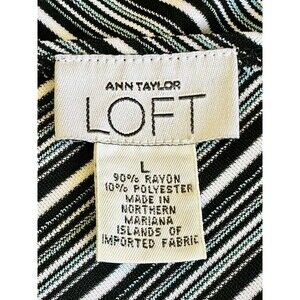 ANN TAYLOR
LOFT
L
90% RAYON
10% POLYESTER
MADE IN
NORTHERN
MARIANA
ISLANDS OF
IMPORTED FABRIC